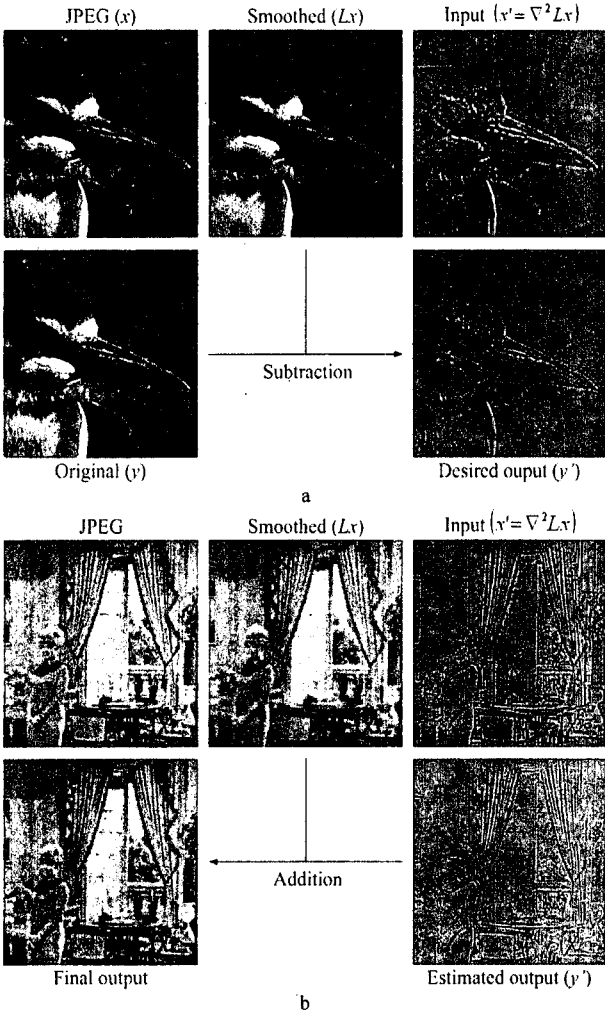 JPEG (x) Smoothed (Lx) Input (x′ = ∇²Lx)
Subtraction
Original (y) Desired ouput (y′)
a
JPEG Smoothed (Lx) Input (x′ = ∇²Lx)
Addition
Final output Estimated output (y′)
b